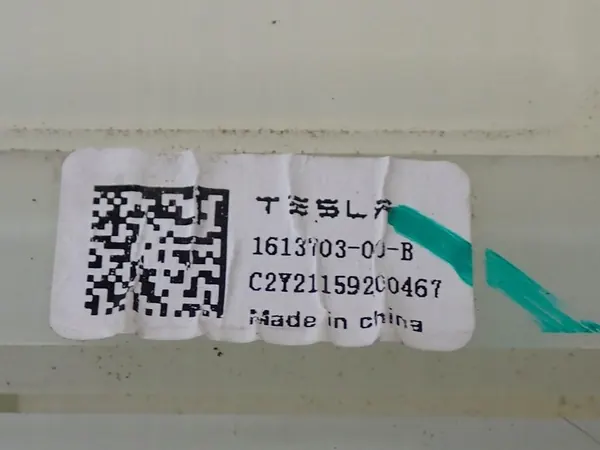 TESLA
1613703-00-B
C2Y21159200467
Made in china